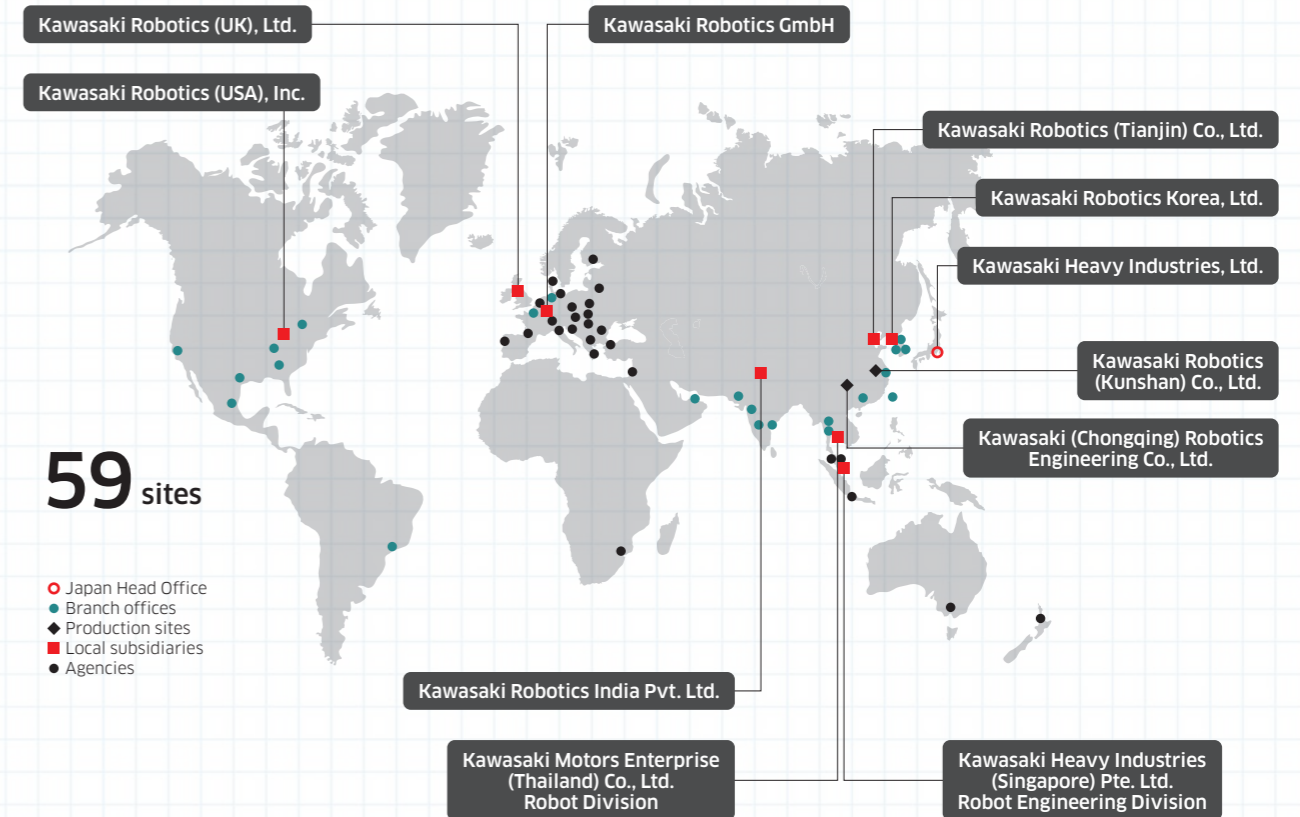 Kawasaki Robotics (UK), Ltd.
Kawasaki Robotics GmbH
Kawasaki Robotics (USA), Inc.
Kawasaki Robotics (Tianjin) Co., Ltd.
Kawasaki Robotics Korea, Ltd.
Kawasaki Heavy Industries, Ltd.
Kawasaki Robotics
(Kunshan) Co., Ltd.
Kawasaki (Chongqing) Robotics
Engineering Co., Ltd.
59 sites
Japan Head Office
Branch offices
Production sites
Local subsidiaries
Agencies
Kawasaki Robotics India Pvt. Ltd.
Kawasaki Motors Enterprise
(Thailand) Co., Ltd.
Robot Division
Kawasaki Heavy Industries
(Singapore) Pte. Ltd.
Robot Engineering Division